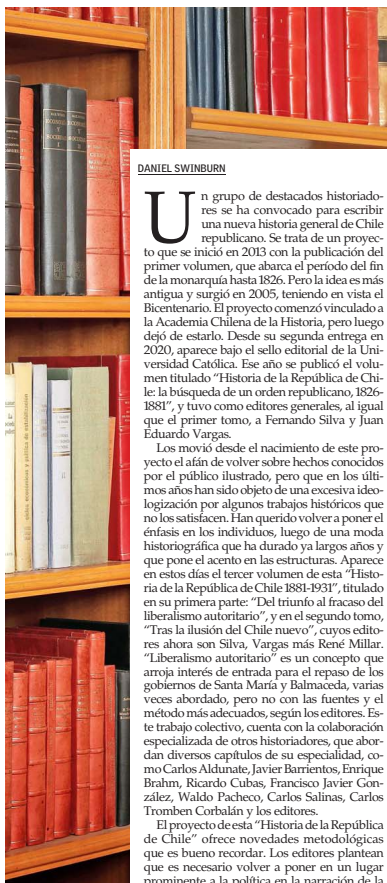 DANIEL SWINBURN
Un grupo de destacados historiado-
res se ha convocado para escribir
una nueva historia general de Chile
republicano. Se trata de un proyec-
to que se inició en 2013 con la publicación del
primer volumen, que abarca el período del fin
de la monarquía hasta 1826. Pero la idea es más
antigua y surgió en 2005, teniendo en vista el
Bicentenario. El proyecto comenzó vinculado a
la Academia Chilena de la Historia, pero luego
dejó de estarlo. Desde su segunda entrega en
2020, aparece bajo el sello editorial de la Uni-
versidad Católica. Ese año se publicó el volu-
men titulado “Historia de la República de Chi-
le: la búsqueda de un orden republicano, 1826-
1881”, y tuvo como editores generales, al igual
que el primer tomo, a Fernando Silva y Juan
Eduardo Vargas.
Los movió desde el nacimiento de este pro-
yecto el afán de volver sobre hechos conocidos
por el público ilustrado, pero que en los últi-
mos años han sido objeto de una excesiva ideo-
logización por algunos trabajos históricos que
no los satisfacen. Han querido volver a poner el
énfasis en los individuos, luego de una moda
historiográfica que ha durado ya largos años y
que pone el acento en las estructuras. Aparece
en estos días el tercer volumen de esta “Histo-
ria de la República de Chile 1881-1931”, titulado
en su primera parte: “Del triunfo al fracaso del
liberalismo autoritario”, y en el segundo tomo,
“Tras la ilusión del Chile nuevo”, cuyos edito-
res ahora son Silva, Vargas más René Millar.
“Liberalismo autoritario” es un concepto que
arroja interés de entrada para el repaso de los
gobiernos de Santa María y Balmaceda, varias
veces abordado, pero no con las fuentes y el
método más adecuados, según los editores. Es-
te trabajo colectivo, cuenta con la colaboración
especializada de otros historiadores, que abor-
dan diversos capítulos de su especialidad, co-
mo Carlos Aldunate, Javier Barrientos, Enrique
Brahm, Ricardo Cubas, Francisco Javier Gon-
zález, Waldo Pacheco, Carlos Salinas, Carlos
Tromben Corbalán y los editores.
El proyecto de esta “Historia de la República
de Chile” ofrece novedades metodológicas
que es bueno recordar. Los editores plantean
que es necesario volver a poner en un lugar
prominente a la política en la narración de la